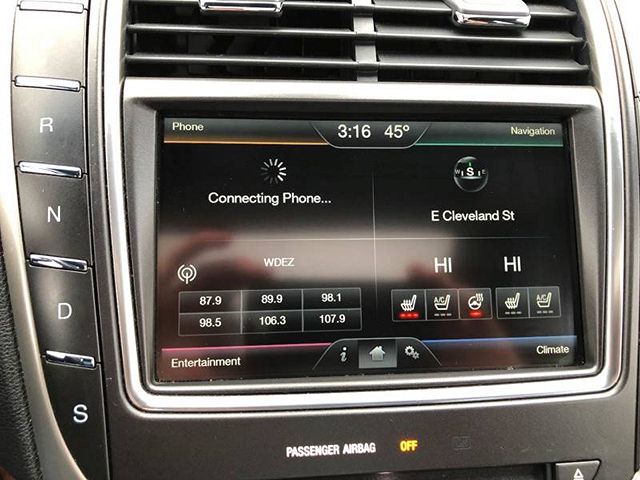 R
N
D
S
Phone
3:16 45°
Navigation
Connecting Phone...
W S E
E Cleveland St
WDEZ
HI HI
87.9 89.9 98.1
98.5 106.3 107.9
A/C A/C
Entertainment
i
Climate
PASSENGER AIRBAG OFF